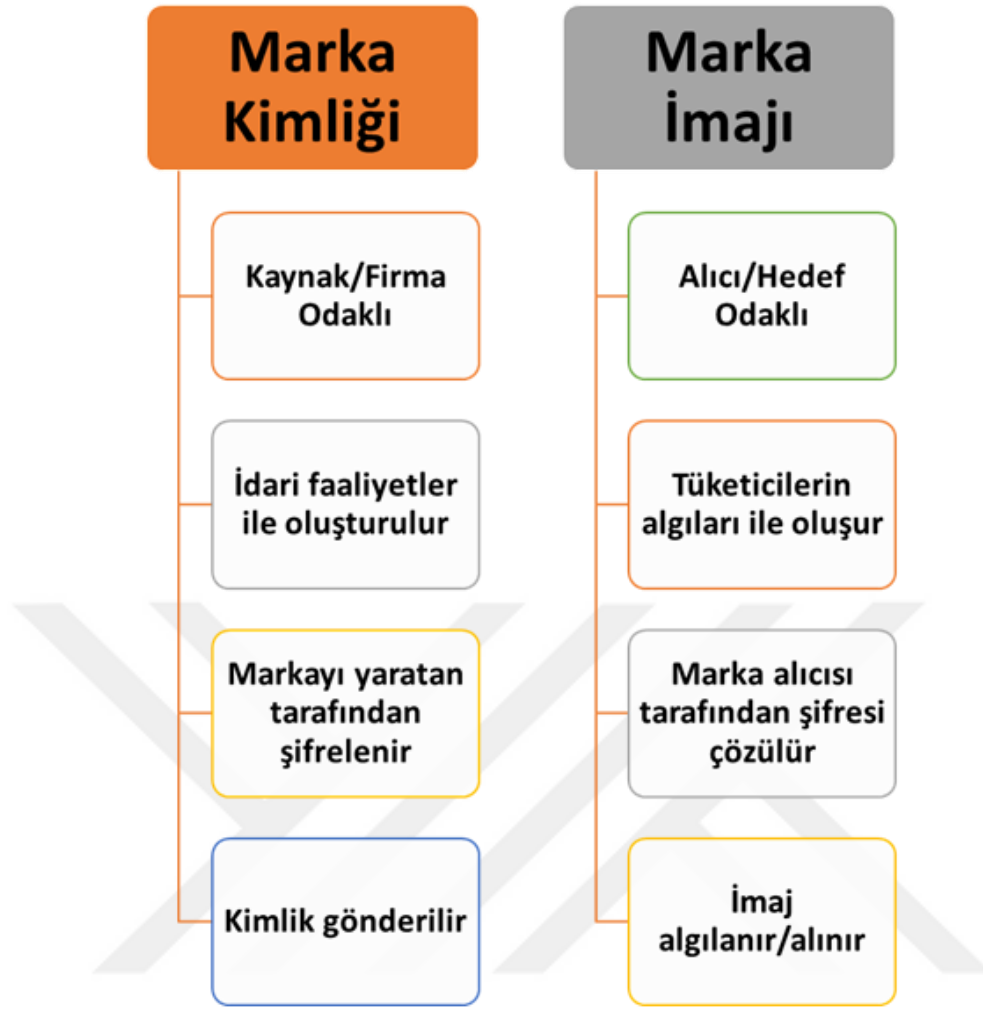 Marka
Kimliği
Kaynak/Firma
Odaklı
İdari faaliyetler
ile oluşturulur
Markayı yaratan
tarafından
şifrelenir
Kimlik gönderilir
Marka
İmajı
Alıcı/Hedef
Odaklı
Tüketicilerin
algıları ile oluşur
Marka alıcısı
tarafından şifresi
çözülür
İmaj
algılanır/alınır